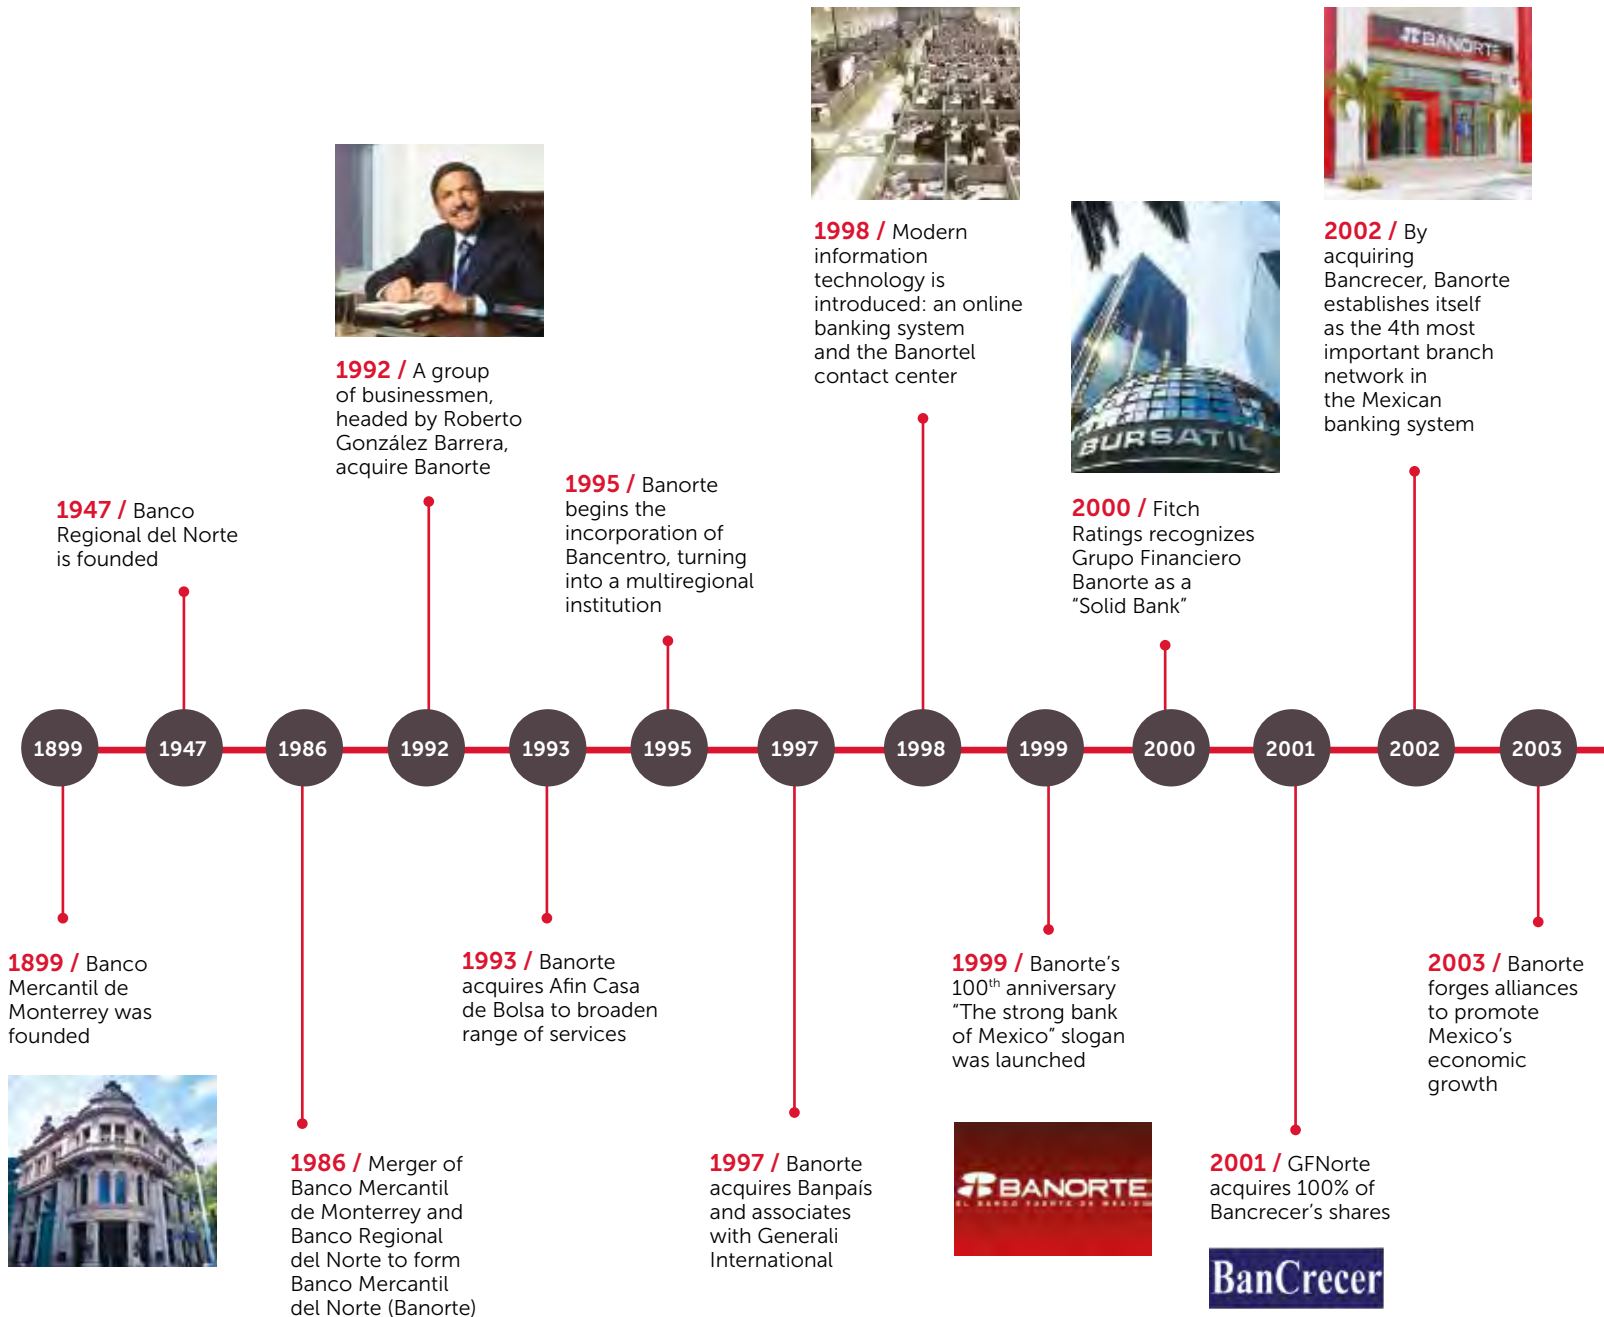 BANORTE
1998 / Modern
information
technology is
introduced: an online
banking system
and the Banortel
contact center
2002 / By
acquiring
Bancrecer, Banorte
establishes itself
as the 4th most
important branch
network in
the Mexican
banking system
1992 / A group
of businessmen,
headed by Roberto
González Barrera,
acquire Banorte
BURSATIL
1995 / Banorte
begins the
incorporation of
Bancentro, turning
into a multiregional
institution
1947 / Banco
Regional del Norte
is founded
2000 / Fitch
Ratings recognizes
Grupo Financiero
Banorte as a
“Solid Bank”
1899 1947 1986 1992 1993 1995 1997 1998 1999 2000 2001 2002 2003
1899 / Banco
Mercantil de
Monterrey was
founded
1993 / Banorte
acquires Afin Casa
de Bolsa to broaden
range of services
1999 / Banorte’s
100th anniversary
“The strong bank
of Mexico” slogan
was launched
2003 / Banorte
forges alliances
to promote
Mexico’s
economic
growth
1986 / Merger of
Banco Mercantil
de Monterrey and
Banco Regional
del Norte to form
Banco Mercantil
del Norte (Banorte)
1997 / Banorte
acquires Banpaís
and associates
with Generali
International
BANORTE
EL BANCO FUERTE DE MEXICO
2001 / GFNorte
acquires 100% of
Bancrecer’s shares
BanCrecer